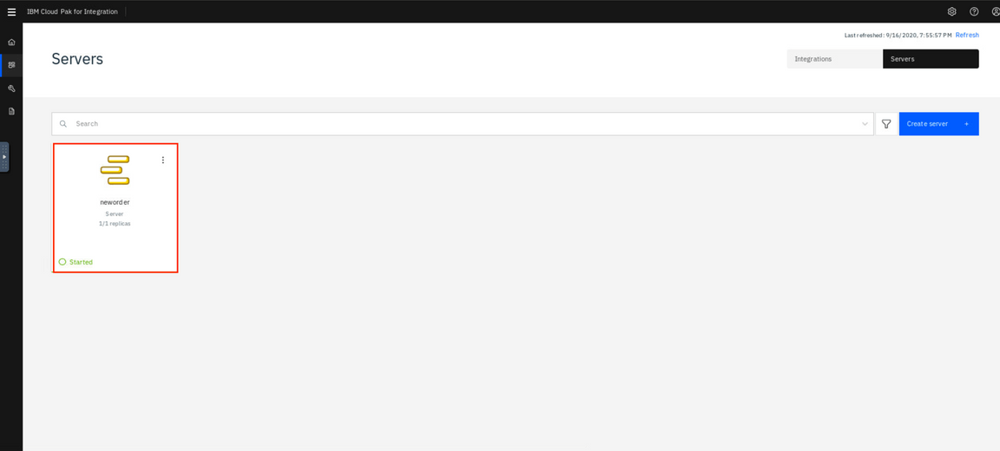 IBM Cloud Pak for Integration
Last refreshed: 9/16/2020, 7:55:57 PM Refresh
Servers
Integrations
Servers
Search
Create server +
neworder
Server
1/1 replicas
Started